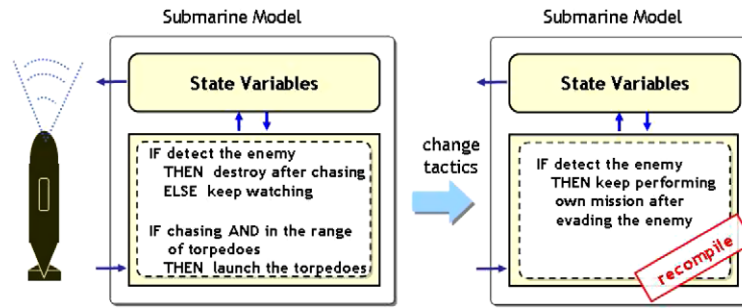 Submarine Model
State Variables
IF detect the enemy
THEN destroy after chasing
ELSE keep watching
IF chasing AND in the range
of torpedoes
THEN launch the torpedoes
change
tactics
Submarine Model
State Variables
IF detect the enemy
THEN keep performing
own mission after
evading the enemy
recompile